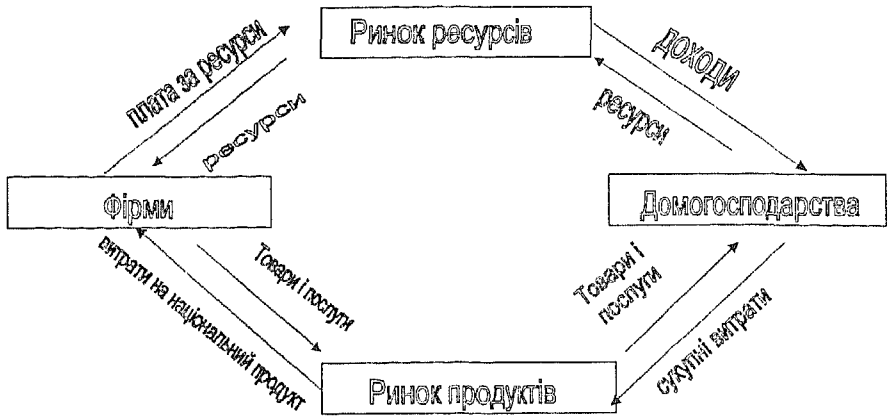 Ринок ресурсів
плата за ресурси
ресурси
ДОХОДИ
ресурси
Фірми
Домогосподарства
витрати на національний продукт
Товари і послуги
Товари і
послуги
сукупні витрати
Ринок продуктів